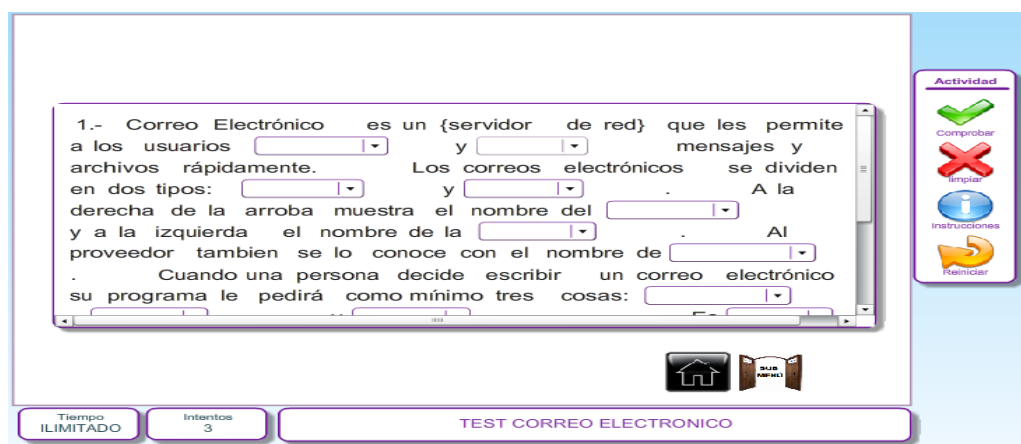 1.- Correo Electrónico es un {servidor de red} que les permite
a los usuarios y mensajes y
archivos rápidamente. Los correos electrónicos se dividen
en dos tipos: y . A la
derecha de la arroba muestra el nombre del
y a la izquierda el nombre de la . Al
proveedor tambien se lo conoce con el nombre de
. Cuando una persona decide escribir un correo electrónico
su programa le pedirá como mínimo tres cosas:
Actividad
Comprobar
limpiar
Instrucciones
Reiniciar
SUB
MENÚ
Tiempo
ILIMITADO
Intentos
3
TEST CORREO ELECTRONICO